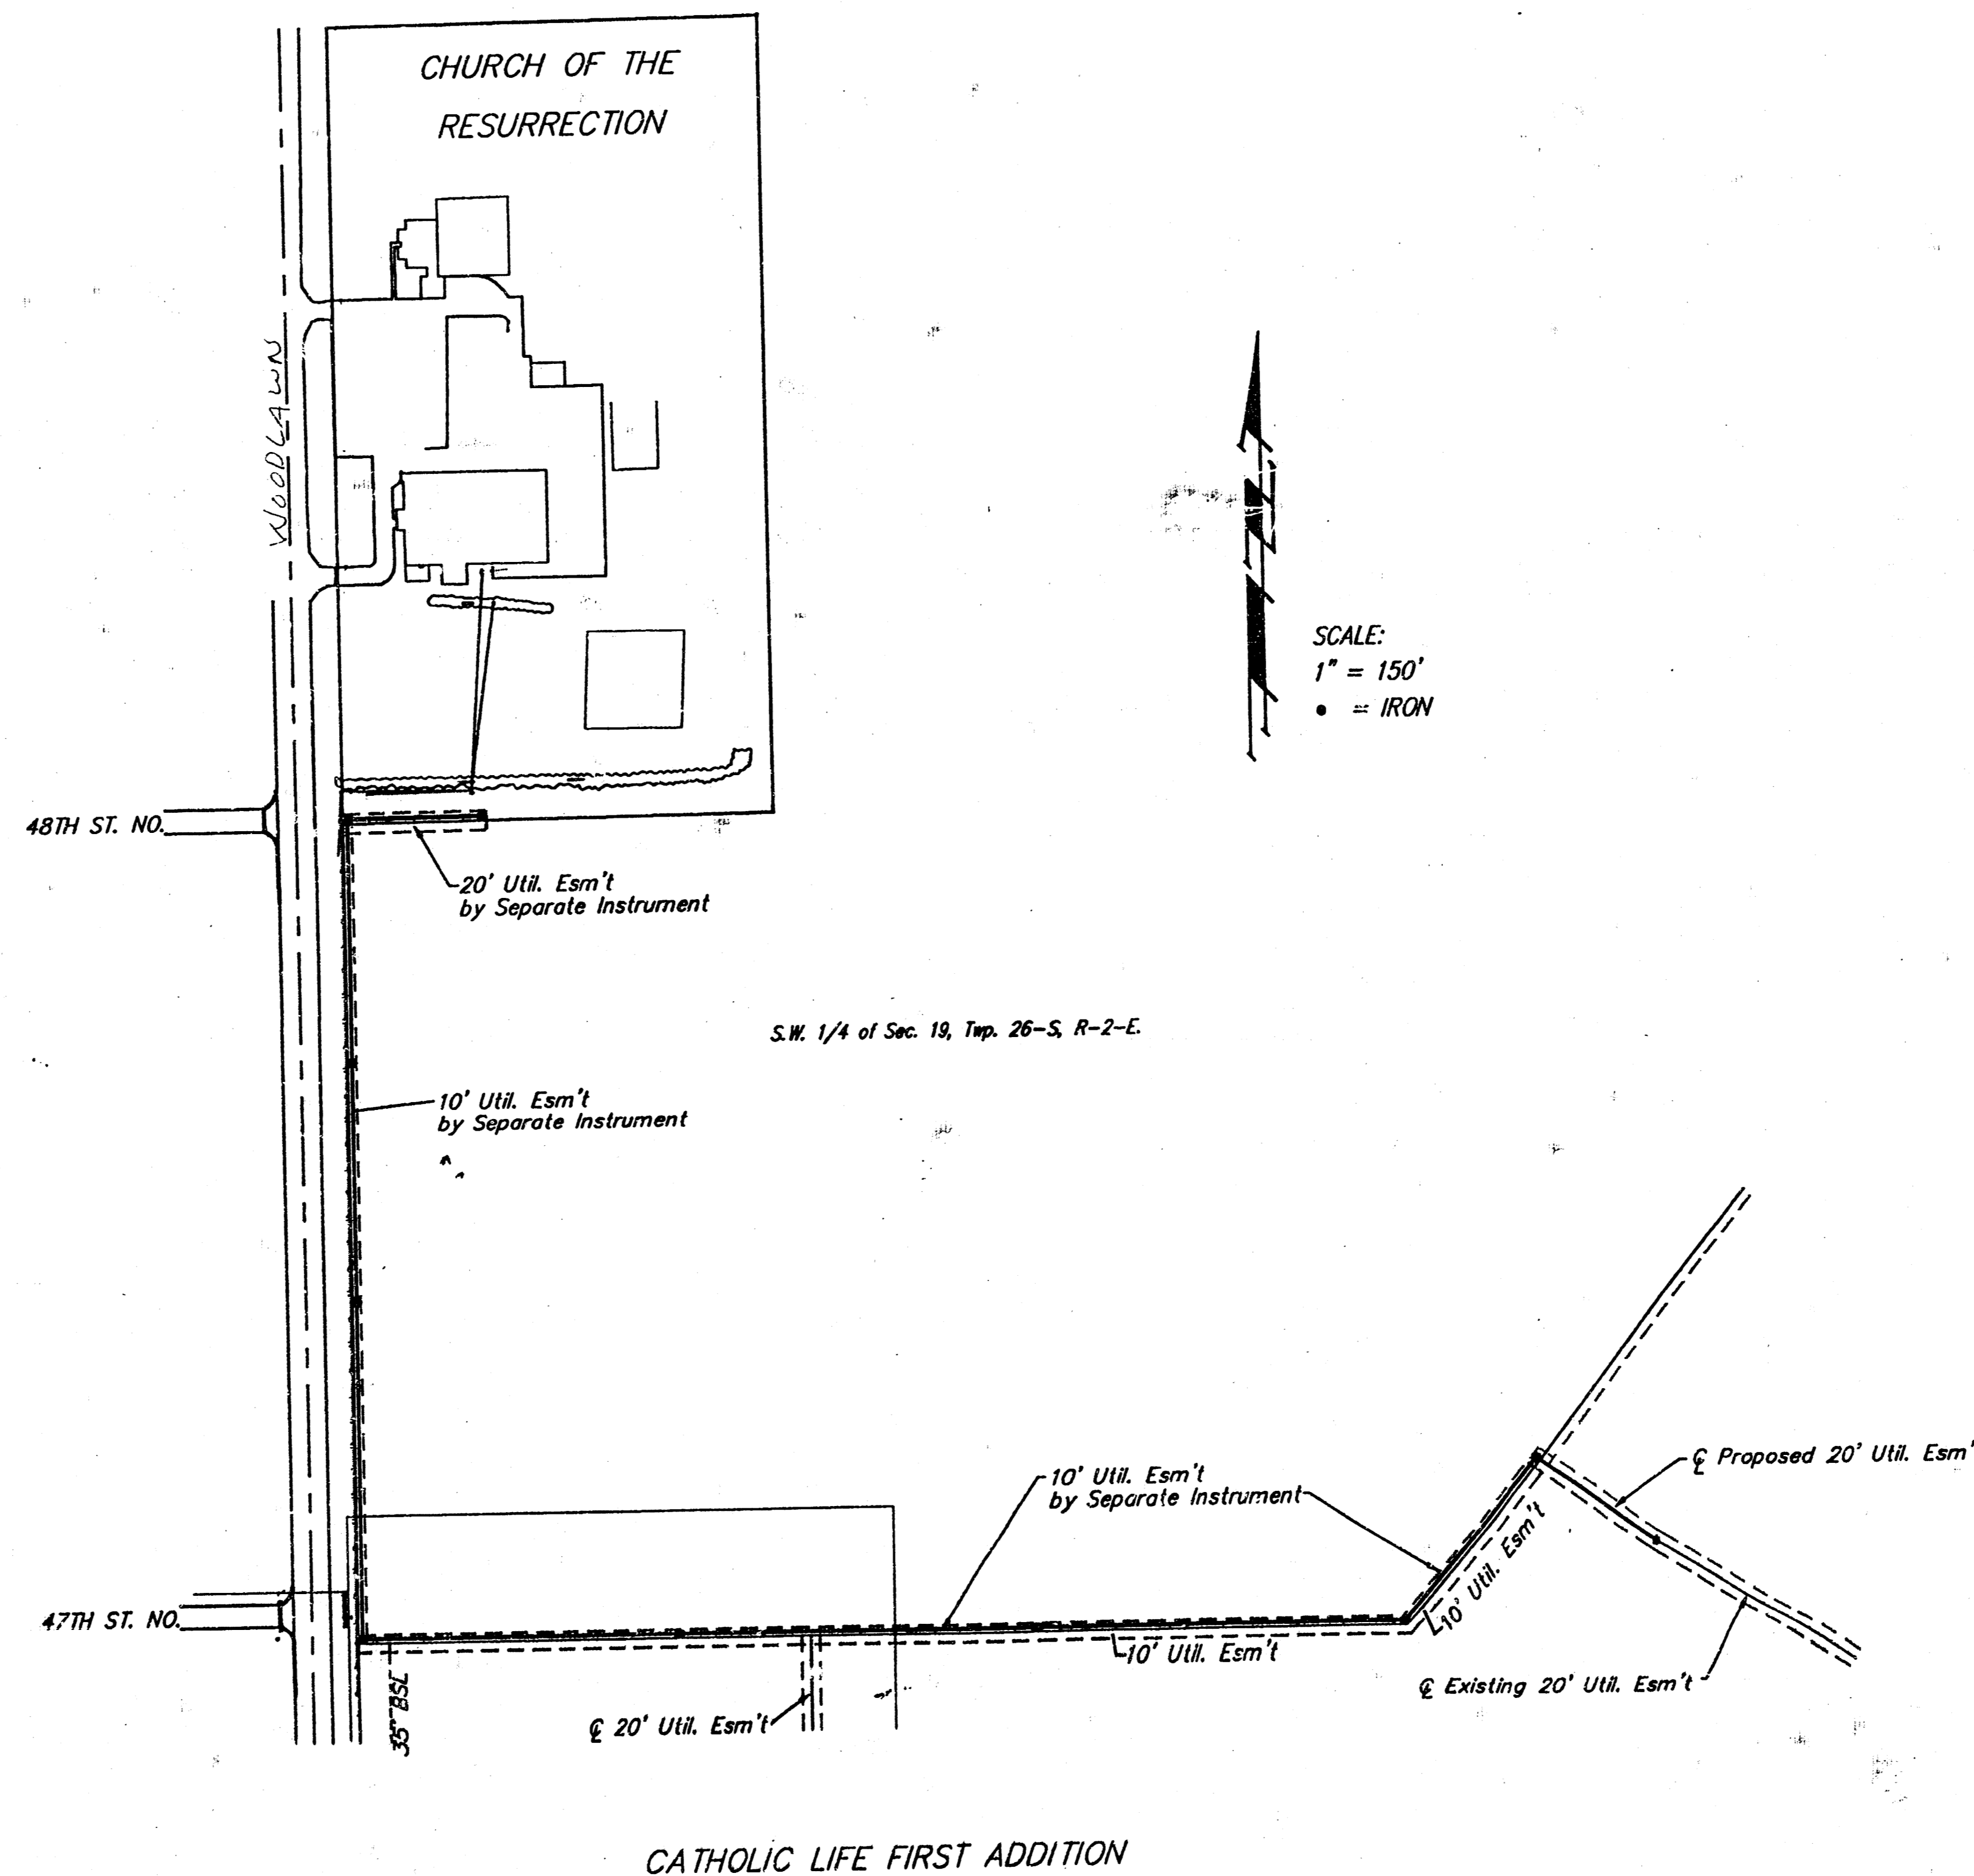 CHURCH OF THE
RESURRECTION
WOODLAWN
SCALE:
1" = 150'
• = IRON
48TH ST. NO.
20' Util. Esm't
by Separate Instrument
S.W. 1/4 of Sec. 19, Twp. 26-S, R-2-E.
10' Util. Esm't
by Separate Instrument
10' Util. Esm't
by Separate Instrument
℄ Proposed 20' Util. Esm'
10' Util. Esm't
47TH ST. NO.
10' Util. Esm't
℄ Existing 20' Util. Esm't
35' BSL
℄ 20' Util. Esm't
CATHOLIC LIFE FIRST ADDITION